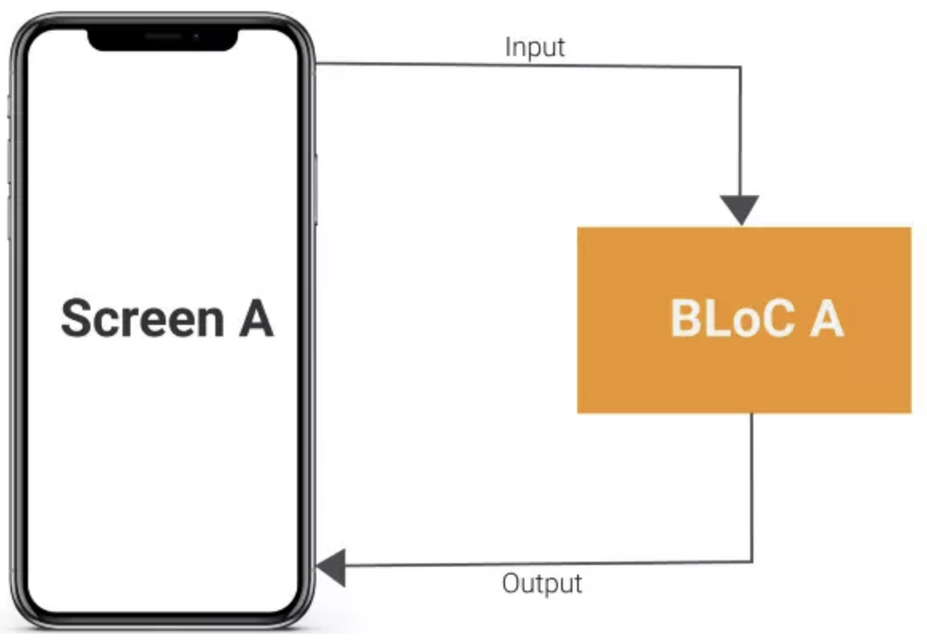 Input
Screen A
BLoC A
Output